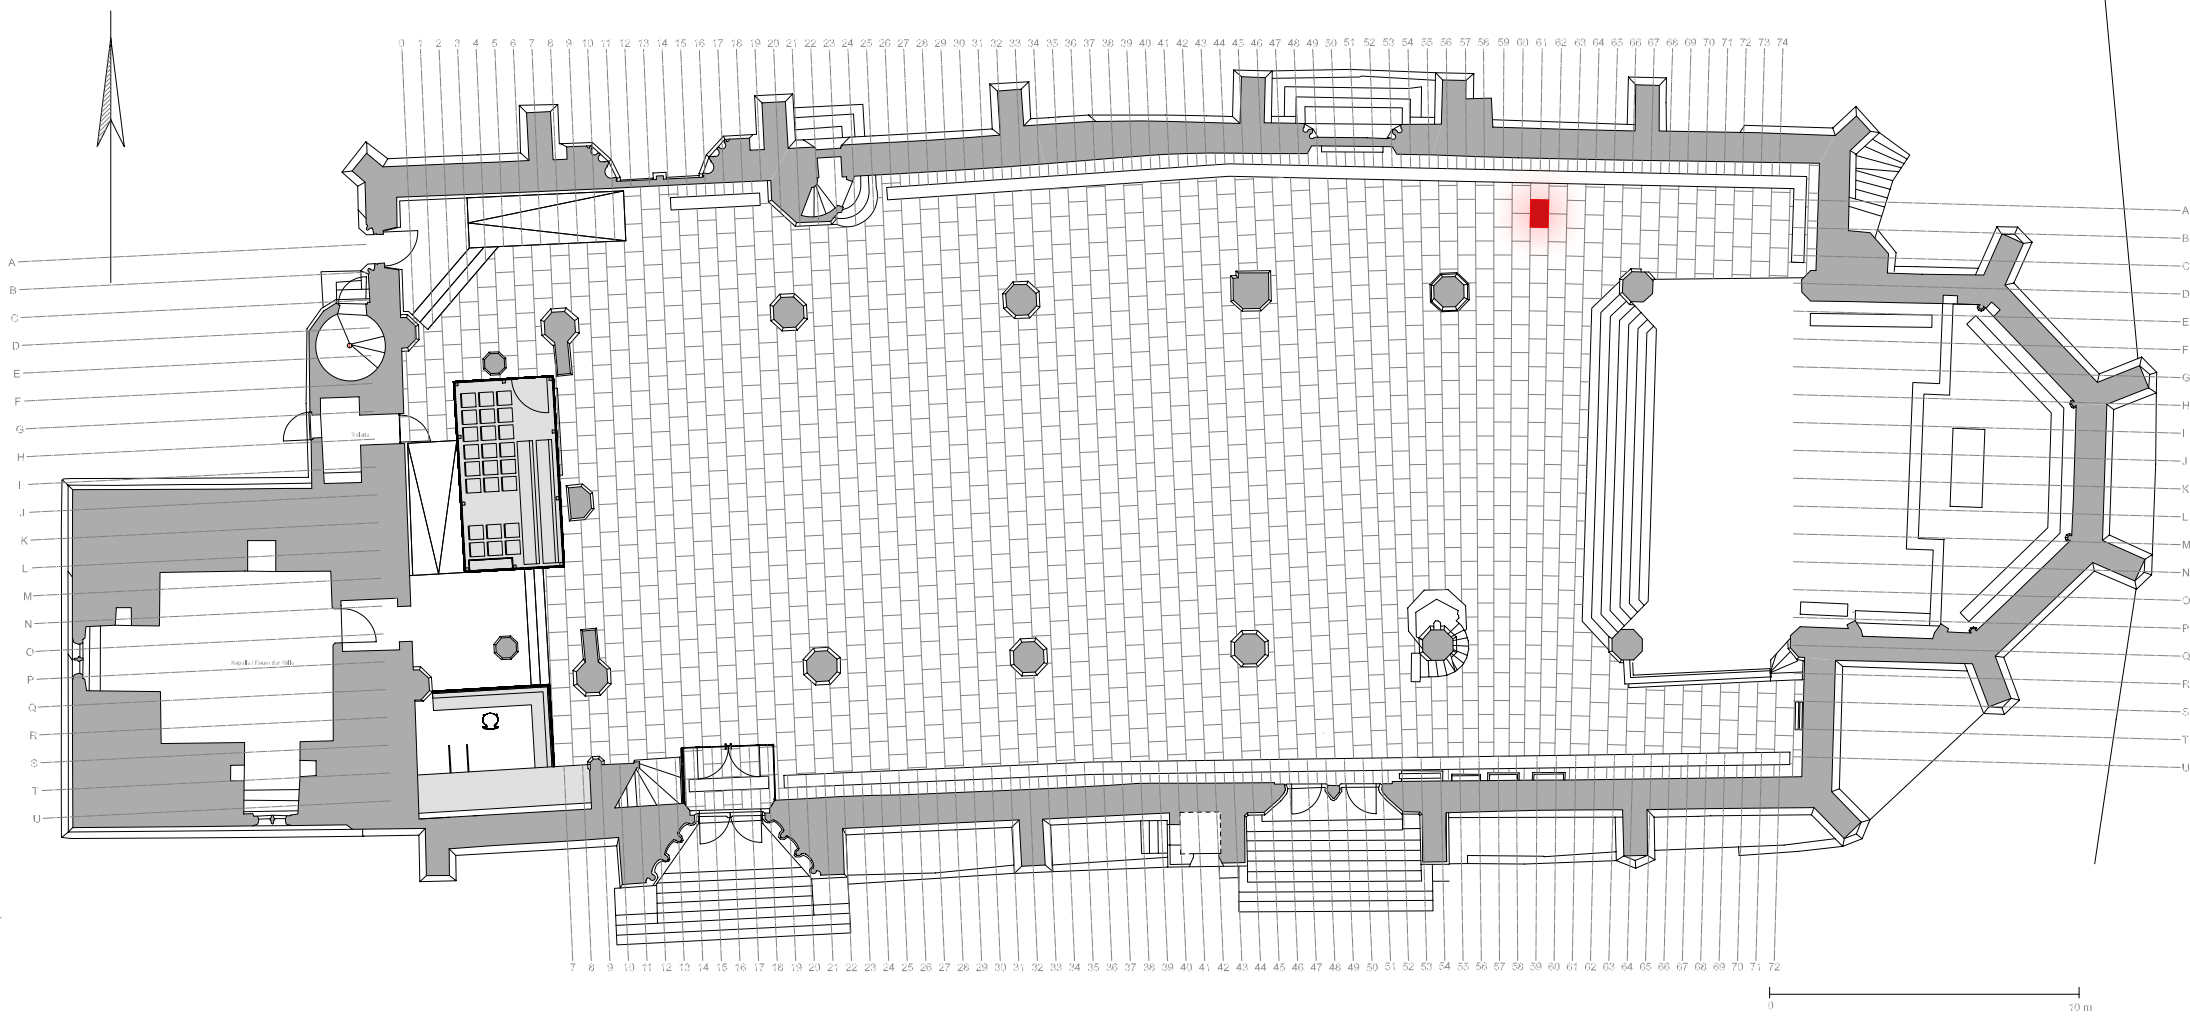 0 1 2 3 4 5 6 7 8 9 10 11 12 13 14 15 16 17 18 19 20 21 22 23 24 25 26 27 28 29 30 31 32 33 34 35 36 37 38 39 40 41 42 43 44 45 46 47 48 49 50 51 52 53 54 55 56 57 58 59 60 61 62 63 64 65 66 67 68 69 70 71 72 73 74
A
B
C
D
E
F
G
H
I
J
K
L
M
N
O
P
Q
R
S
T
U
Kapelle / Raum der Stille
A
B
C
D
E
F
G
H
I
J
K
L
M
N
O
P
Q
R
S
T
U
7 8 9 10 11 12 13 14 15 16 17 18 19 20 21 22 23 24 25 26 27 28 29 30 31 32 33 34 35 36 37 38 39 40 41 42 43 44 45 46 47 48 49 50 51 52 53 54 55 56 57 58 59 60 61 62 63 64 65 66 67 68 69 70 71 72
0 10 m